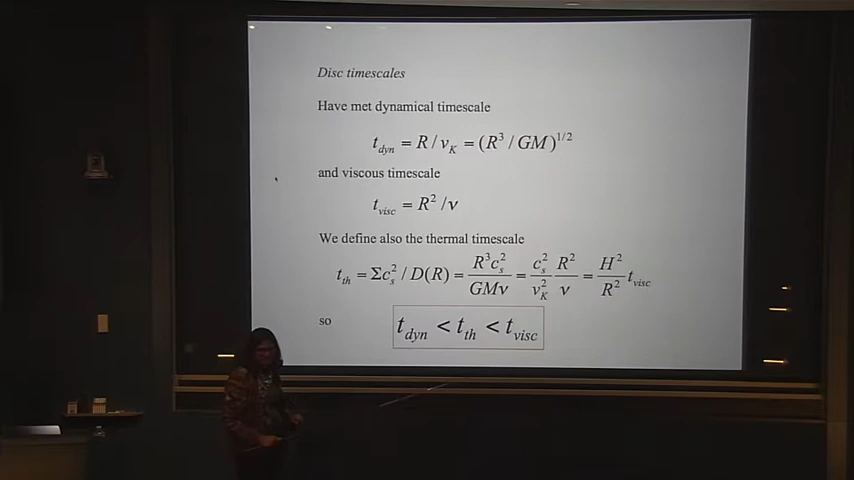 Disc timescales
Have met dynamical timescale
t_dyn = R / v_K = (R^3 / GM)^{1/2}
and viscous timescale
t_visc = R^2 / ν
We define also the thermal timescale
t_th = Σc_s^2 / D(R) = R^3 c_s^2 / GMν = c_s^2 / v_K^2 R^2 / ν = H^2 / R^2 t_visc
so
t_dyn < t_th < t_visc